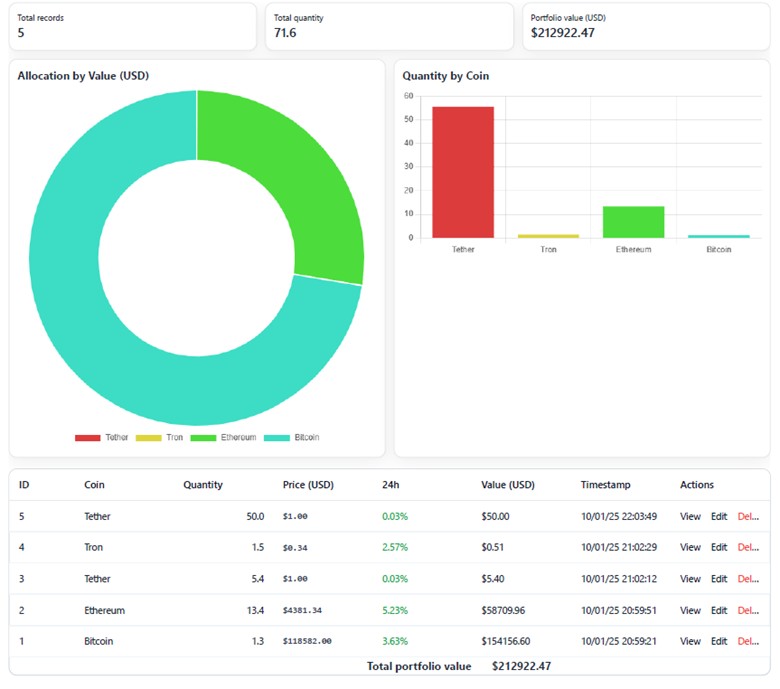 Total records
5
Total quantity
71.6
Portfolio value (USD)
$212922.47
Allocation by Value (USD)
Tether Tron Ethereum Bitcoin
Quantity by Coin
60
50
40
30
20
10
0
Tether Tron Ethereum Bitcoin
ID Coin Quantity Price (USD) 24h Value (USD) Timestamp Actions
5 Tether 50.0 $1.00 0.03% $50.00 10/01/25 22:03:49 View Edit Del...
4 Tron 1.5 $0.34 2.57% $0.51 10/01/25 21:02:29 View Edit Del...
3 Tether 5.4 $1.00 0.03% $5.40 10/01/25 21:02:12 View Edit Del...
2 Ethereum 13.4 $4381.34 5.23% $58709.96 10/01/25 20:59:51 View Edit Del...
1 Bitcoin 1.3 $118582.00 3.63% $154156.60 10/01/25 20:59:21 View Edit Del...
Total portfolio value $212922.47